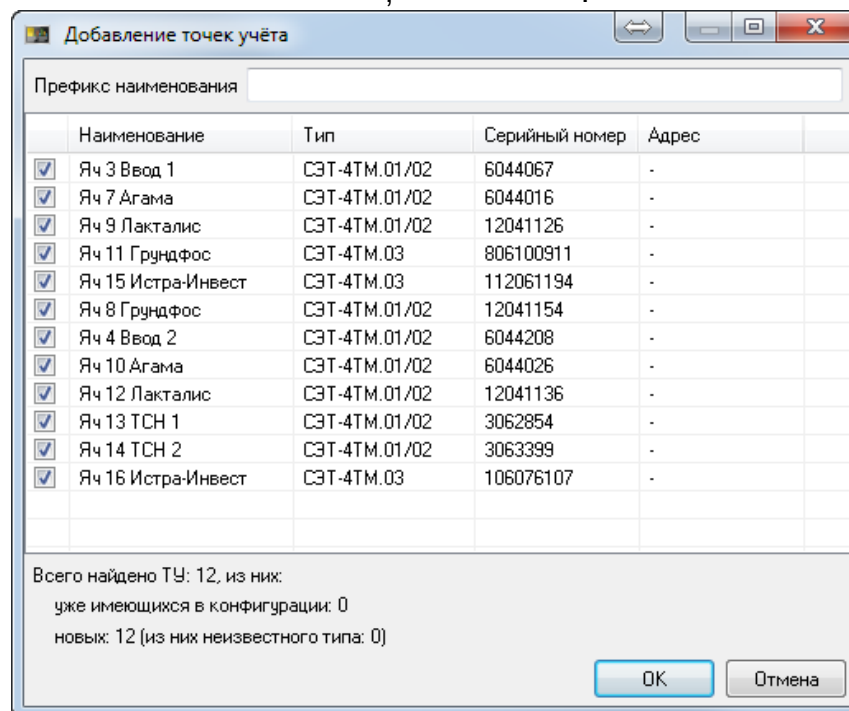 Добавление точек учёта
Префикс наименования
Наименование Тип Серийный номер Адрес
Яч 3 Ввод 1 СЭТ-4ТМ.01/02 6044067 -
Яч 7 Агама СЭТ-4ТМ.01/02 6044016 -
Яч 9 Лакталис СЭТ-4ТМ.01/02 12041126 -
Яч 11 Грундфос СЭТ-4ТМ.03 806100911 -
Яч 15 Истра-Инвест СЭТ-4ТМ.03 112061194 -
Яч 8 Грундфос СЭТ-4ТМ.01/02 12041154 -
Яч 4 Ввод 2 СЭТ-4ТМ.01/02 6044208 -
Яч 10 Агама СЭТ-4ТМ.01/02 6044026 -
Яч 12 Лакталис СЭТ-4ТМ.01/02 12041136 -
Яч 13 ТСН 1 СЭТ-4ТМ.01/02 3062854 -
Яч 14 ТСН 2 СЭТ-4ТМ.01/02 3063399 -
Яч 16 Истра-Инвест СЭТ-4ТМ.03 106076107 -
Всего найдено ТУ: 12, из них:
уже имеющихся в конфигурации: 0
новых: 12 (из них неизвестного типа: 0)
ОК Отмена